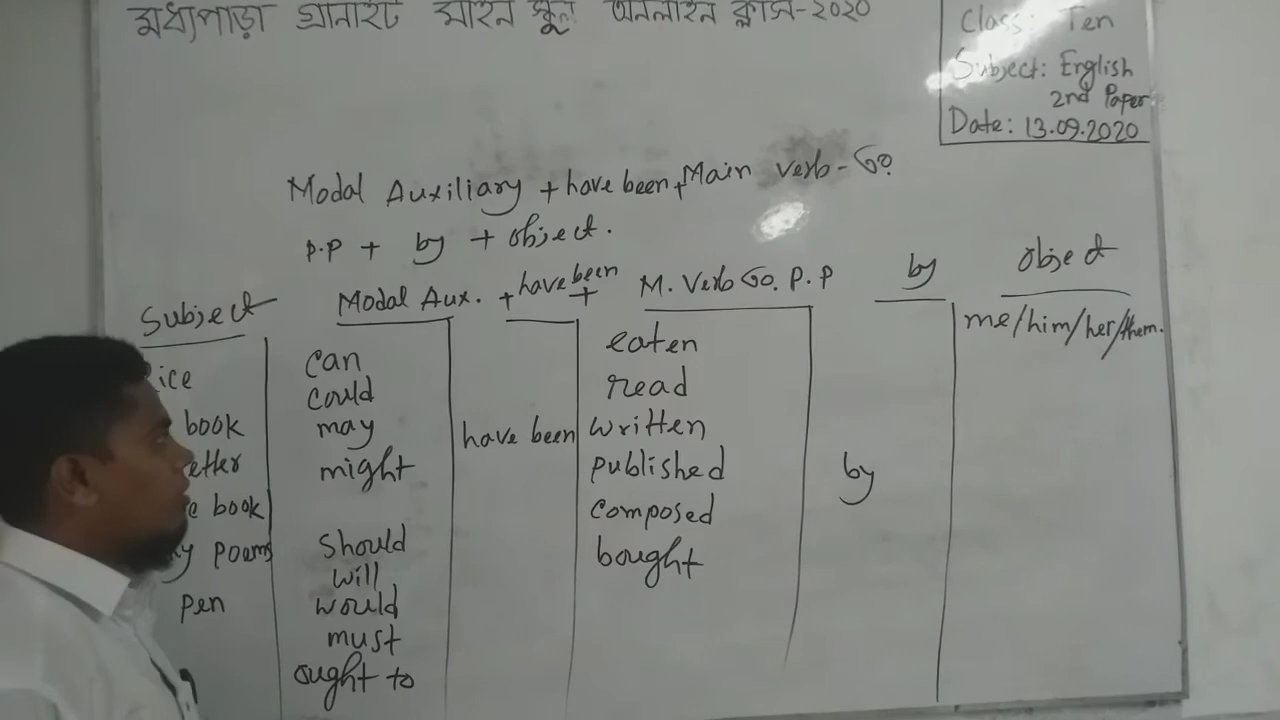 মধ্যপাড়া গ্রানাইট মাইন স্কুল অনলাইন ক্লাস-২০২০
Class: Ten
Subject: English
2nd Paper
Date: 13.09.2020
Modal Auxiliary + have been + Main verb-এর
p.p + by + object.
Subject Modal Aux. + have been + M. Verb এর. P.P by object
ice can eaten me/him/her/them.
could read
book may have been written
etter might published by
e book composed
y poems should bought
will
pen would
must
ought to